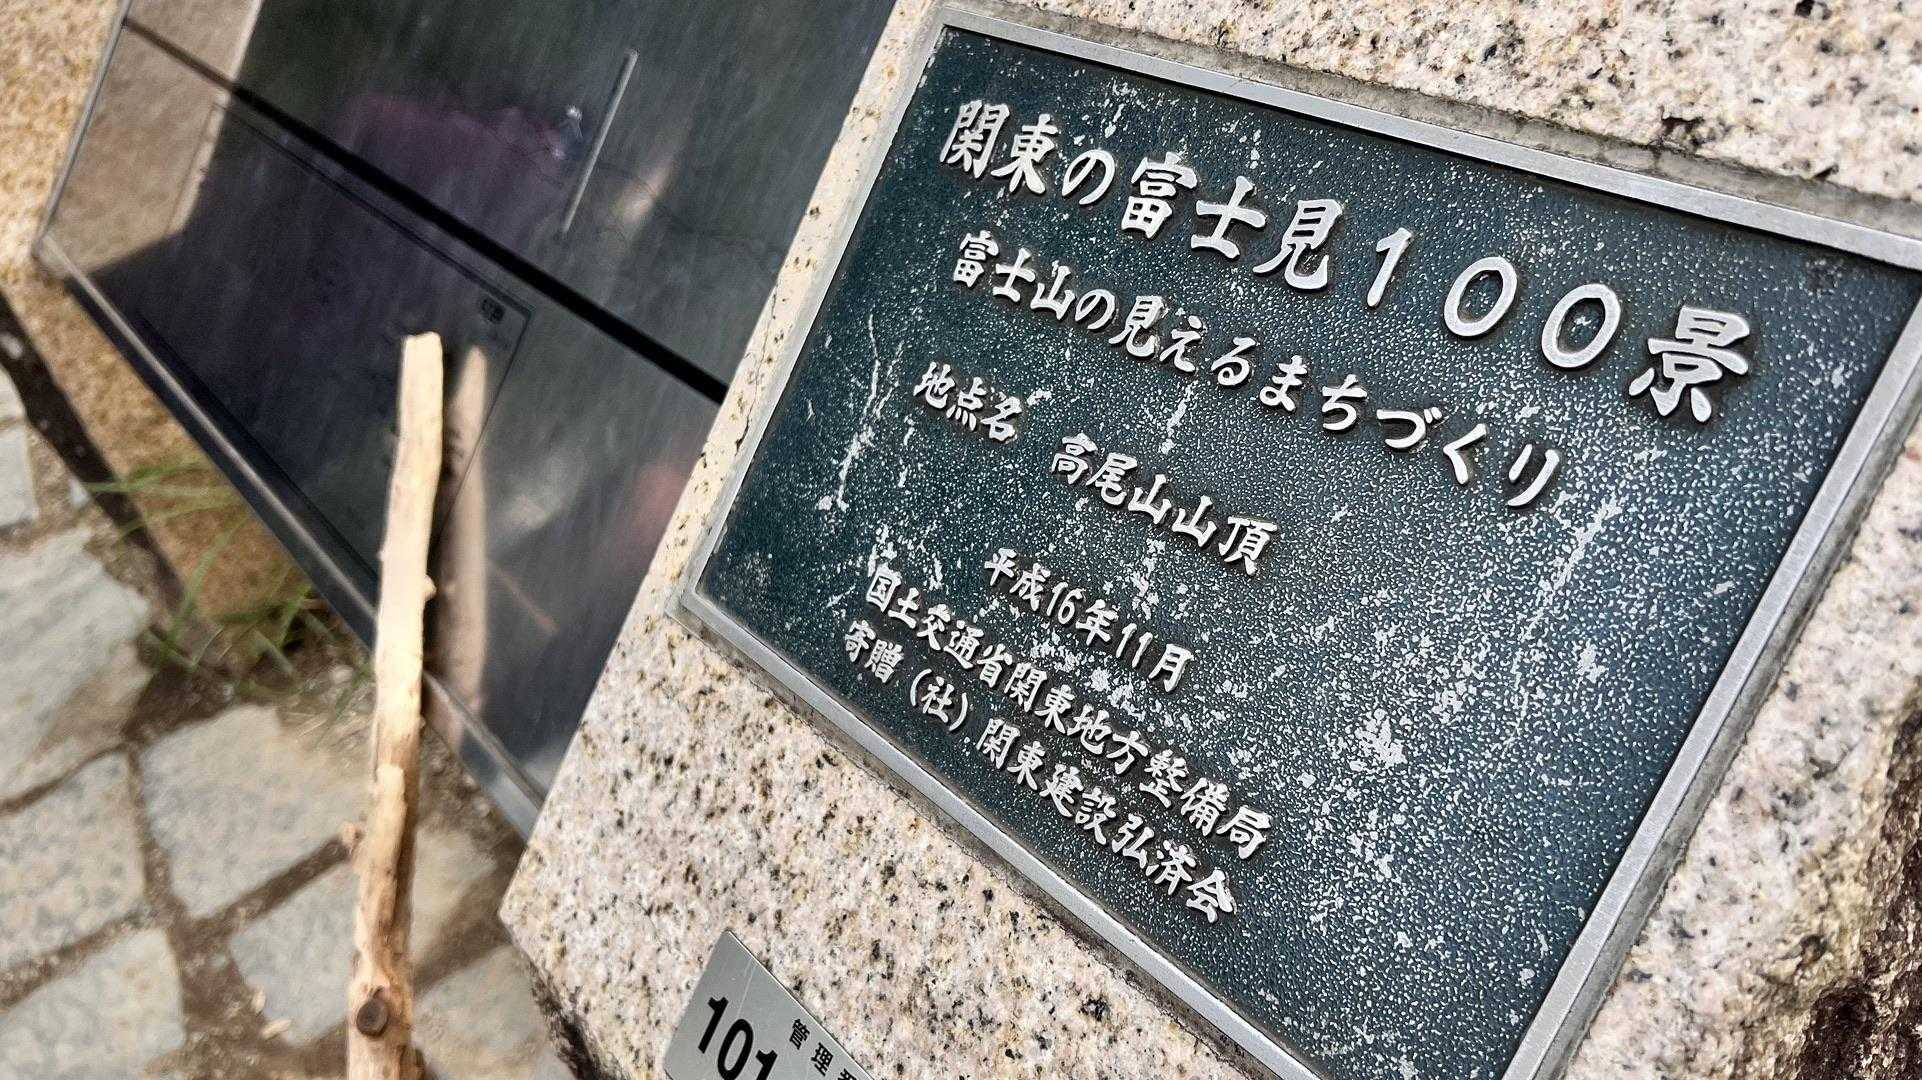 関東の富士見100景
富士山の見えるまちづくり
地点名 高尾山山頂
平成16年11月
国土交通省関東地方整備局
寄贈（社）関東建設弘済会
管理
101